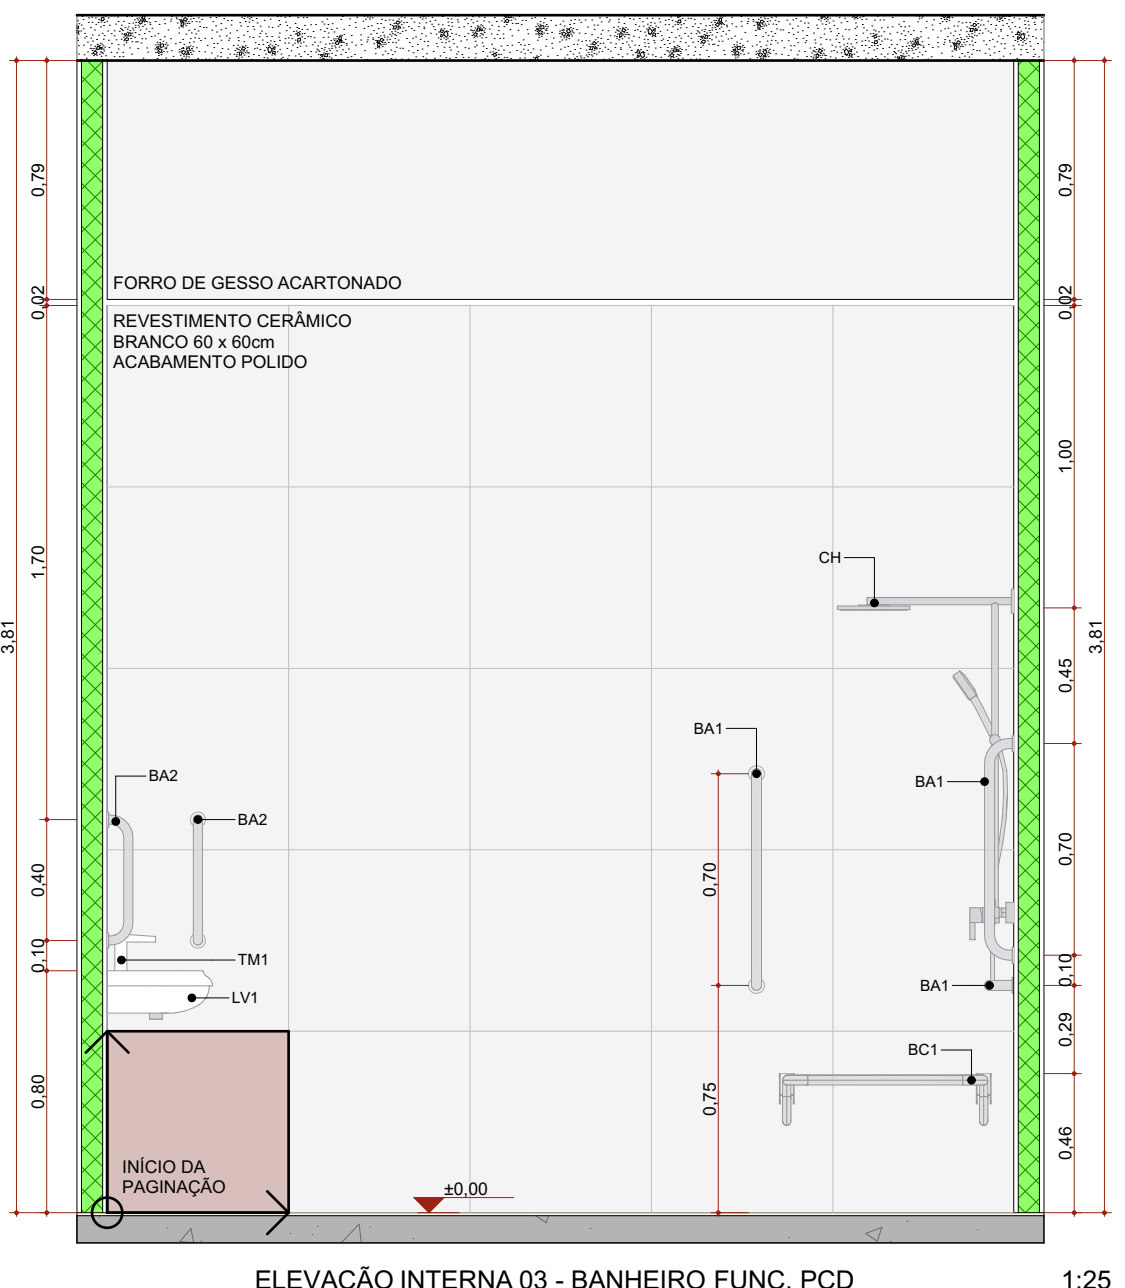 0,79
0,79
FORRO DE GESSO ACARTONADO
0,02
0,02
REVESTIMENTO CERÂMICO
BRANCO 60 x 60cm
ACABAMENTO POLIDO
1,00
CH
1,70
3,81
3,81
0,45
BA1
BA2
BA1
BA2
0,40
0,70
0,70
TM1
0,10
0,10
LV1
BA1
0,29
BC1
0,80
0,75
0,46
INÍCIO DA
PAGINAÇÃO
±0,00
ELEVAÇÃO INTERNA 03 - BANHEIRO FUNC. PCD
1:25